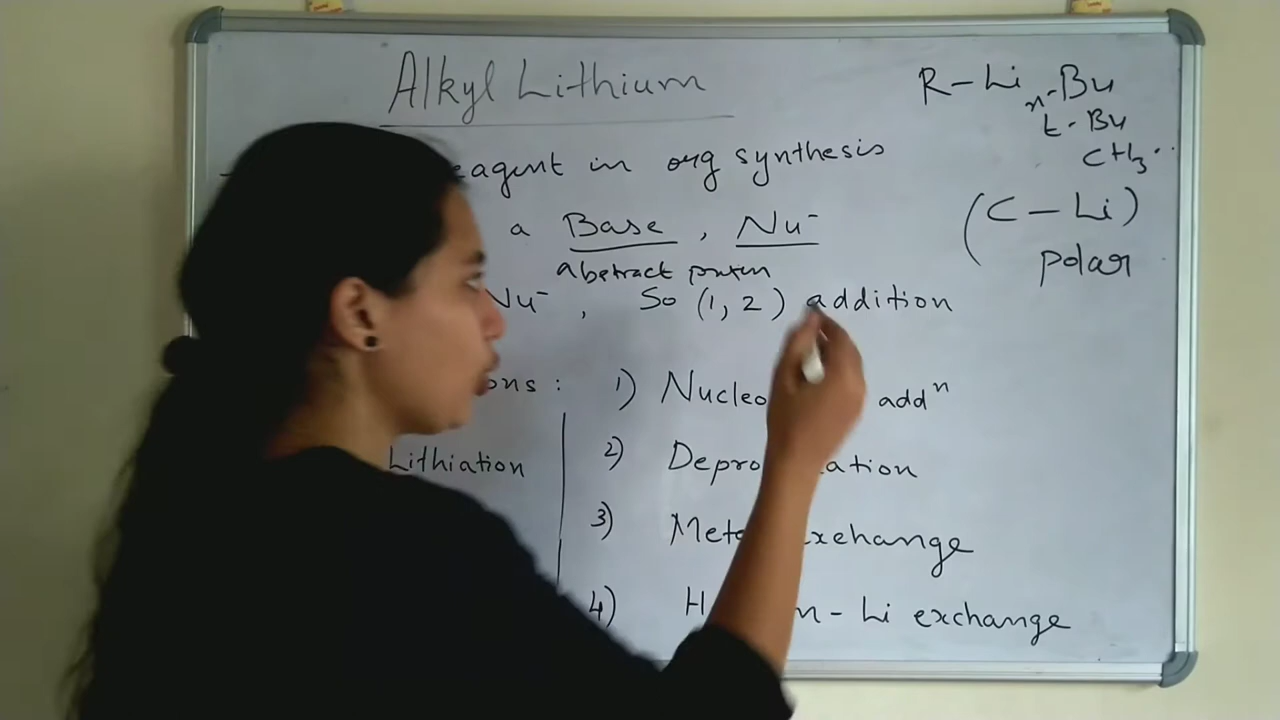 Alkyl Lithium
R-Li
n-Bu
t-Bu
CH3..
eagent in org synthesis
a Base, Nu-
abstract proton
(C-Li)
polar
Nu-, So (1,2) addition
ons: 1) Nucleo addn
Lithiation 2) Depro ation
3) Meta exchange
4) H n-Li exchange